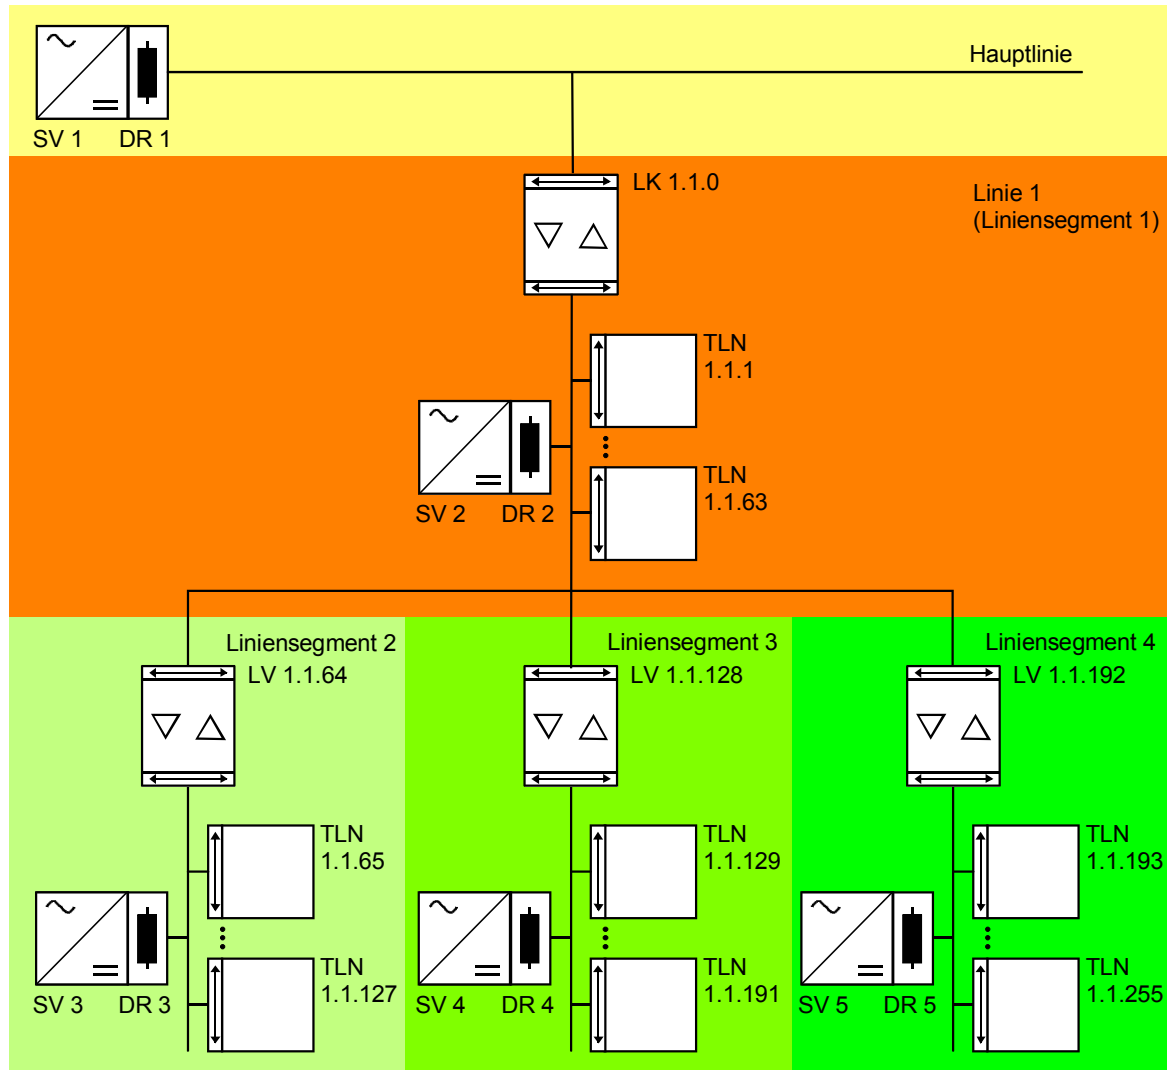 Hauptlinie
SV 1 DR 1
LK 1.1.0
Linie 1
(Liniensegment 1)
TLN
1.1.1
SV 2 DR 2
TLN
1.1.63
Liniensegment 2
LV 1.1.64
Liniensegment 3
LV 1.1.128
Liniensegment 4
LV 1.1.192
TLN
1.1.65
TLN
1.1.129
TLN
1.1.193
SV 3 DR 3
TLN
1.1.127
SV 4 DR 4
TLN
1.1.191
SV 5 DR 5
TLN
1.1.255